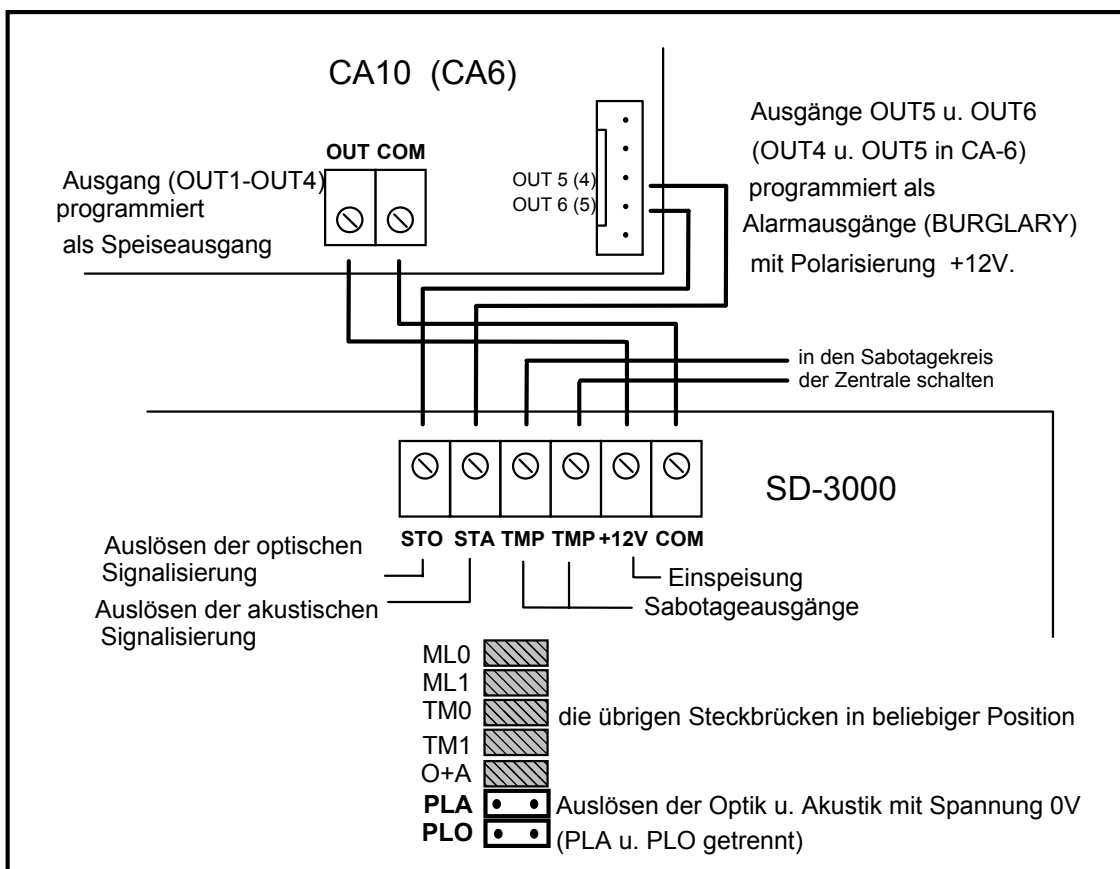 CA10 (CA6)
OUT COM
Ausgang (OUT1-OUT4)
programmiert
als Speiseausgang
OUT 5 (4)
OUT 6 (5)
Ausgänge OUT5 u. OUT6
(OUT4 u. OUT5 in CA-6)
programmiert als
Alarmausgänge (BURGLARY)
mit Polarisierung +12V.
in den Sabotagekreis
der Zentrale schalten
SD-3000
STO STA TMP TMP +12V COM
Auslösen der optischen
Signalisierung
Auslösen der akustischen
Signalisierung
Einspeisung
Sabotageausgänge
ML0
ML1
TM0
TM1
O+A
die übrigen Steckbrücken in beliebiger Position
PLA
PLO
Auslösen der Optik u. Akustik mit Spannung 0V
(PLA u. PLO getrennt)